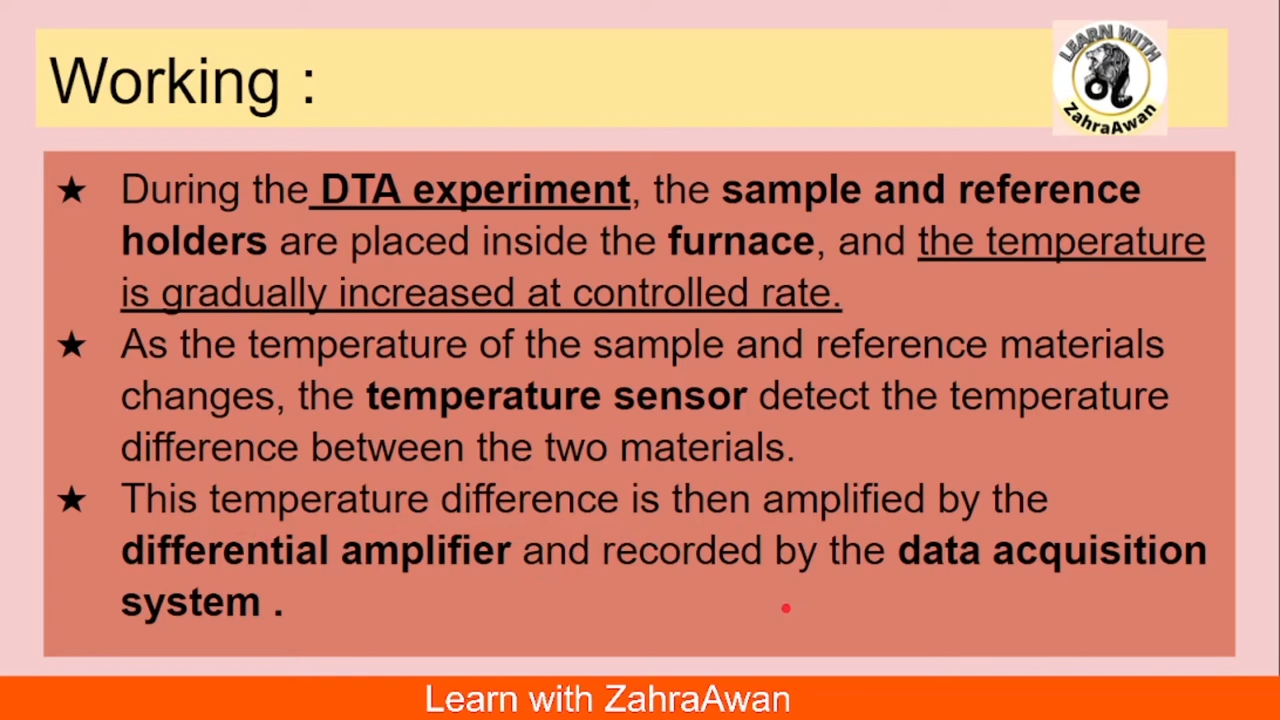 Working :
LEARN WITH
ZahraAwan
★ During the DTA experiment, the sample and reference
holders are placed inside the furnace, and the temperature
is gradually increased at controlled rate.
★ As the temperature of the sample and reference materials
changes, the temperature sensor detect the temperature
difference between the two materials.
★ This temperature difference is then amplified by the
differential amplifier and recorded by the data acquisition
system .
Learn with ZahraAwan